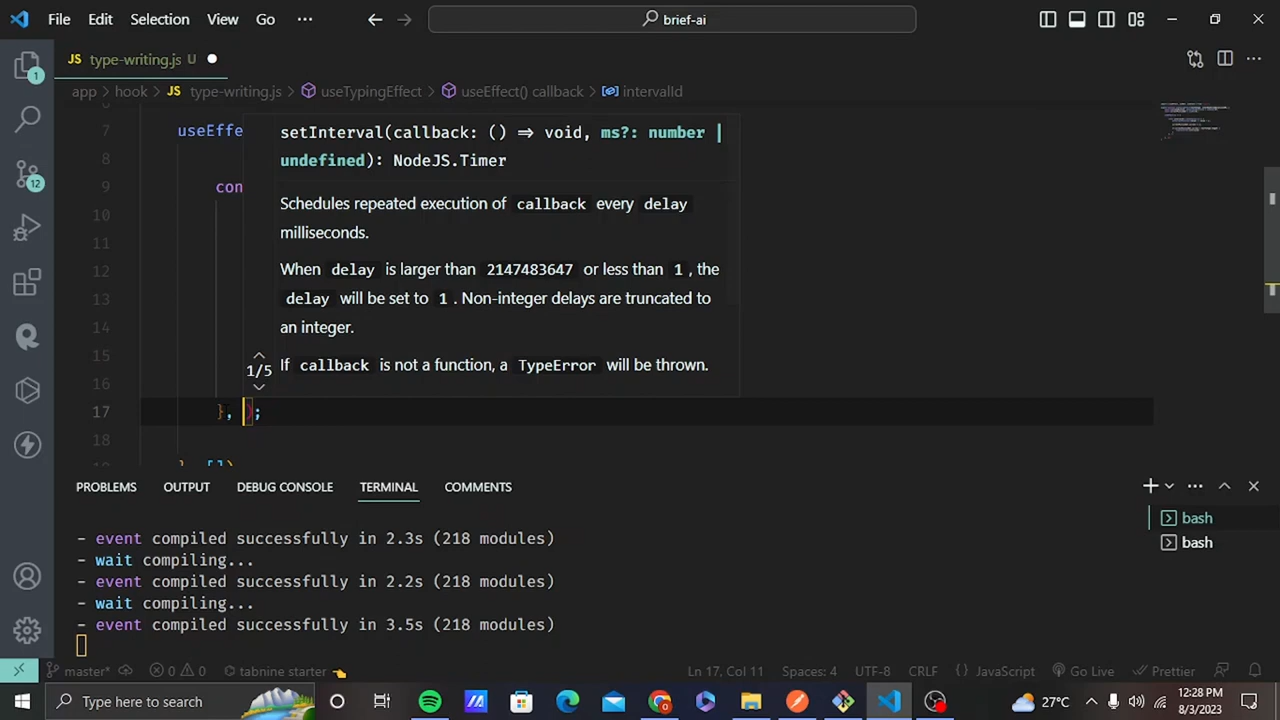 File Edit Selection View Go ... brief-ai
JS type-writing.js U
app > hook > JS type-writing.js > useTypingEffect > useEffect() callback > intervalId
6
7 useEffe
8
9 con
10
11
12
13
14
15
16
17 }, );
18
setInterval(callback: () => void, ms?: number |
undefined): NodeJS.Timer
Schedules repeated execution of callback every delay
milliseconds.
When delay is larger than 2147483647 or less than 1, the
delay will be set to 1. Non-integer delays are truncated to
an integer.
1/5
If callback is not a function, a TypeError will be thrown.
PROBLEMS OUTPUT DEBUG CONSOLE TERMINAL COMMENTS
- event compiled successfully in 2.3s (218 modules)
- wait compiling...
- event compiled successfully in 2.2s (218 modules)
- wait compiling...
- event compiled successfully in 3.5s (218 modules)
bash
bash
1
12
master* 0 0 tabnine starter Ln 17, Col 11 Spaces: 4 UTF-8 CRLF {} JavaScript Go Live Prettier
Type here to search 27°C 12:28 PM
8/3/2023